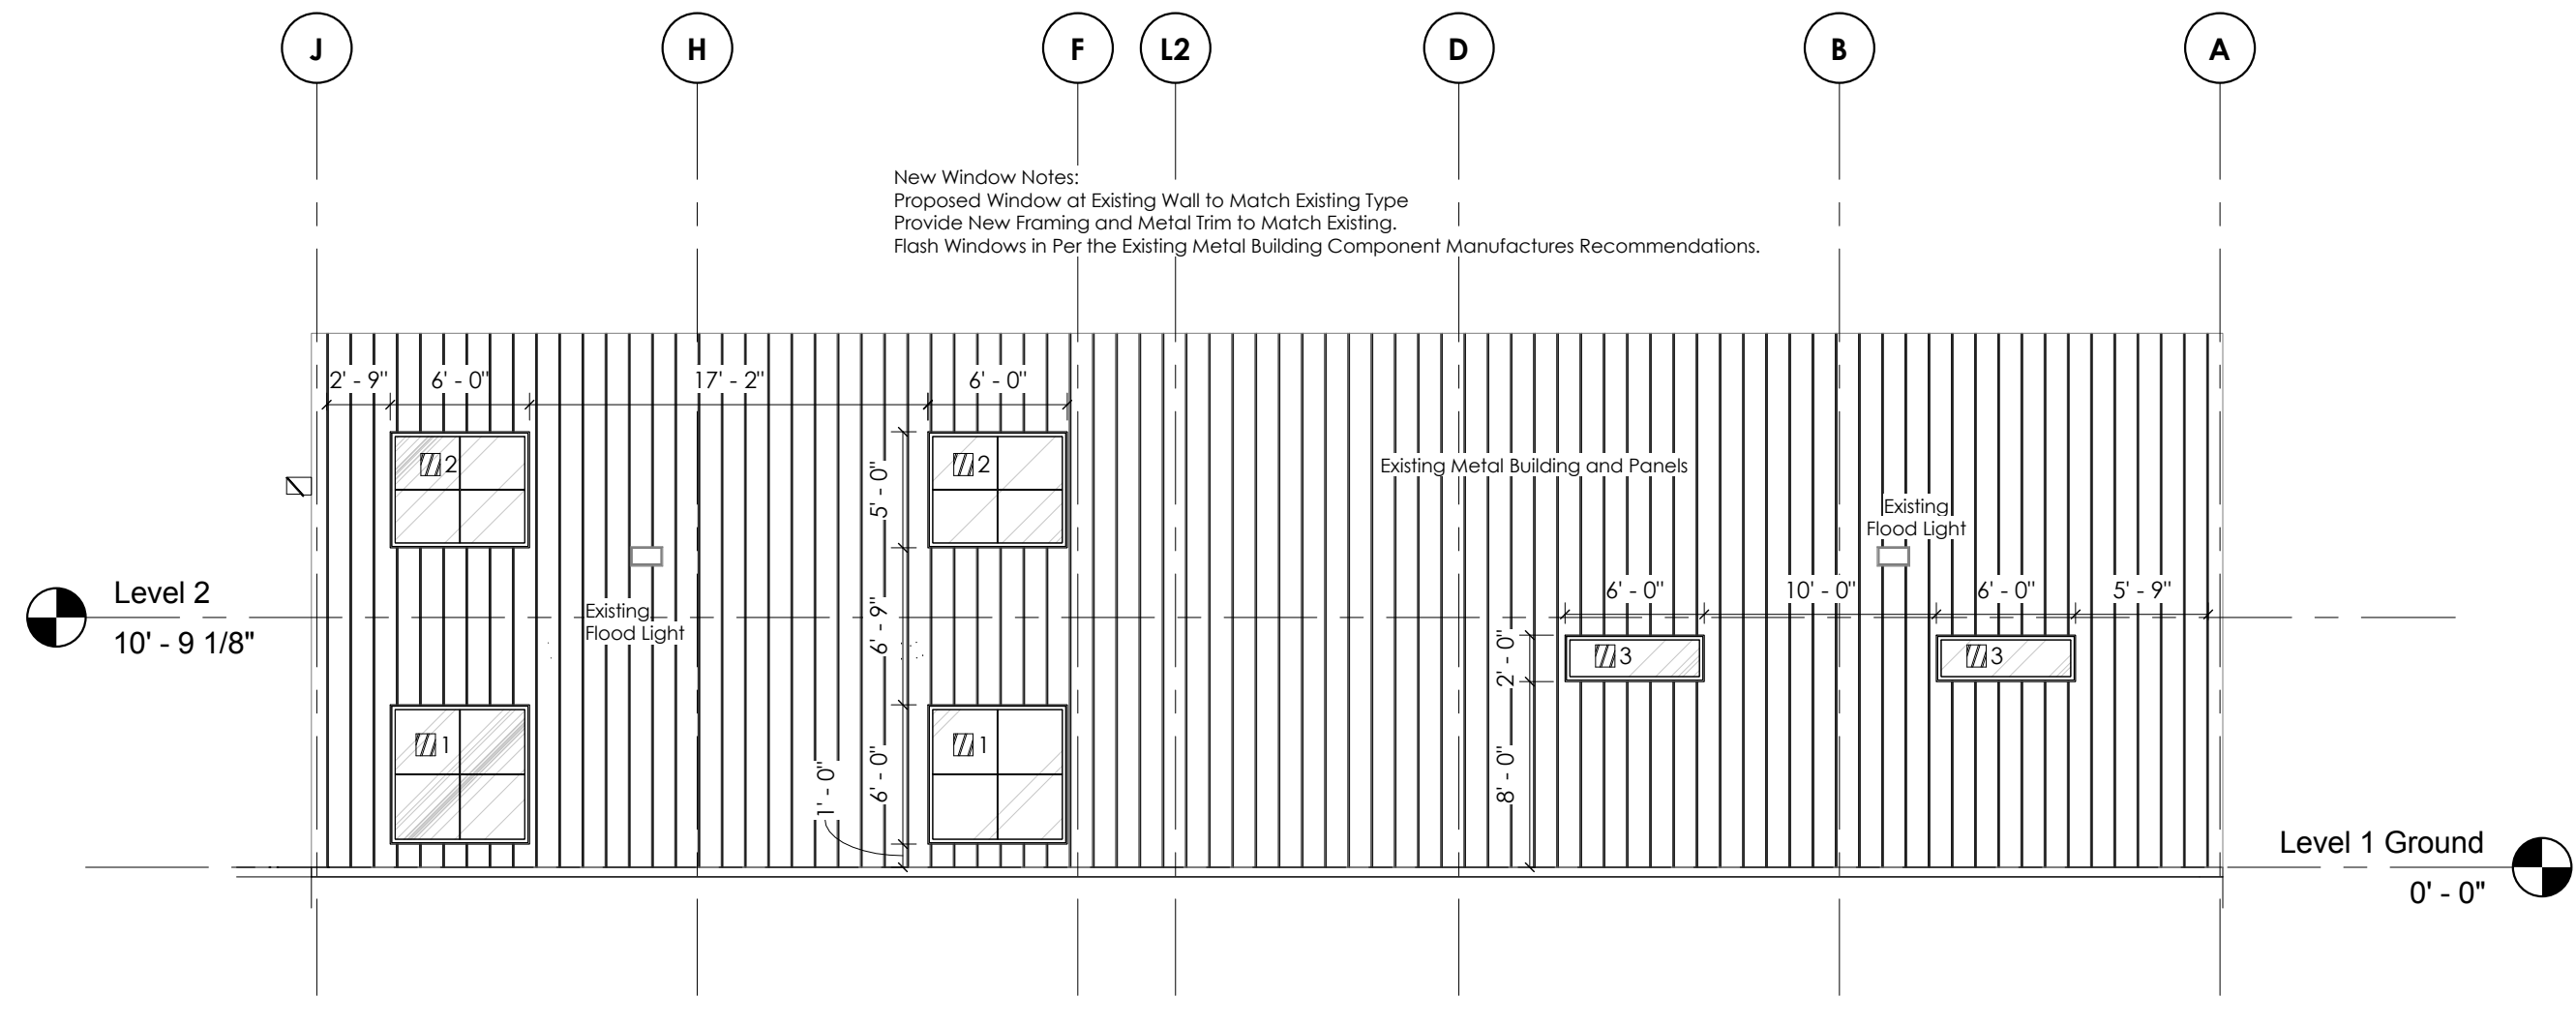 J
H
F
L2
D
B
A
New Window Notes:
Proposed Window at Existing Wall to Match Existing Type
Provide New Framing and Metal Trim to Match Existing.
Flash Windows in Per the Existing Metal Building Component Manufactures Recommendations.
2' - 9"
6' - 0"
17' - 2"
6' - 0"
2
2
5' - 0"
Existing Metal Building and Panels
Existing
Flood Light
Level 2
10' - 9 1/8"
Existing
Flood Light
6' - 9"
6' - 0"
10' - 0"
6' - 0"
5' - 9"
2' - 0"
3
3
1
1
1' - 0"
6' - 0"
8' - 0"
Level 1 Ground
0' - 0"